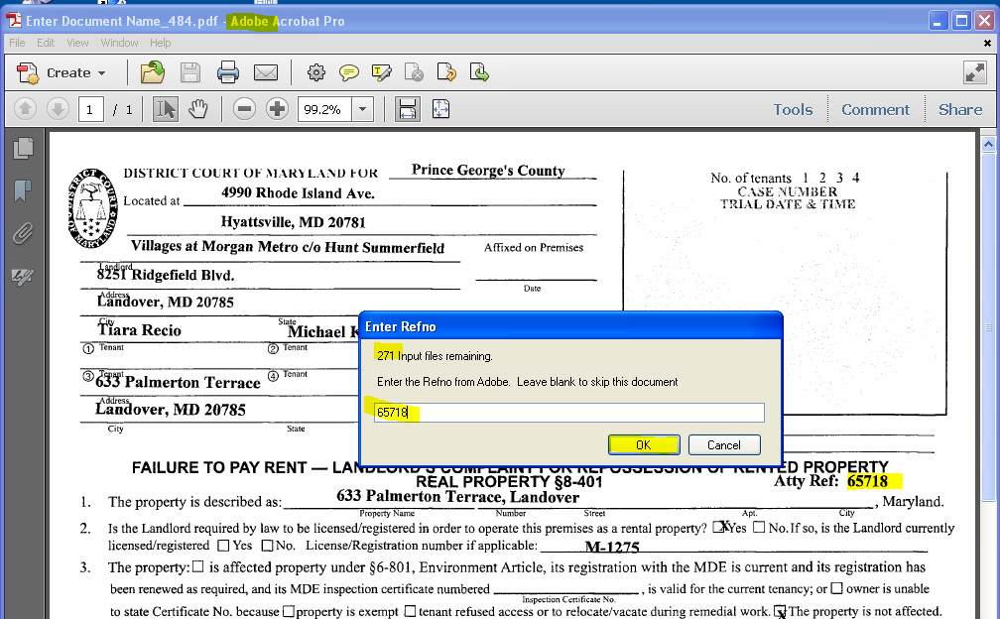 Enter Document Name_484.pdf - Adobe Acrobat Pro
File Edit View Window Help
Create
1 / 1 99.2% Tools Comment Share
DISTRICT COURT OF MARYLAND FOR Prince George's County
Located at 4990 Rhode Island Ave.
Hyattsville, MD 20781
Villages at Morgan Metro c/o Hunt Summerfield
Landlord
8251 Ridgefield Blvd.
Address
Landover, MD 20785
City State
Tiara Recio Michael K
① Tenant ② Tenant
③ Tenant ④ Tenant
633 Palmerton Terrace
Address
Landover, MD 20785
City State
Affixed on Premises
Date
No. of tenants 1 2 3 4
CASE NUMBER
TRIAL DATE & TIME
Enter Refno
271 Input files remaining.
Enter the Refno from Adobe. Leave blank to skip this document
65718
OK Cancel
FAILURE TO PAY RENT — LANDLORD'S COMPLAINT FOR REPOSSESSION OF RENTED PROPERTY
REAL PROPERTY §8-401
Atty Ref: 65718
1. The property is described as: 633 Palmerton Terrace, Landover , Maryland.
Property Name Number Street Apt. City
2. Is the Landlord required by law to be licensed/registered in order to operate this premises as a rental property? ☒ Yes ☐ No. If so, is the Landlord currently
licensed/registered ☐ Yes ☐ No. License/Registration number if applicable: M-1275
3. The property: ☐ is affected property under §6-801, Environment Article, its registration with the MDE is current and its registration has
been renewed as required, and its MDE inspection certificate numbered , is valid for the current tenancy; or ☐ owner is unable
Inspection Certificate No.
to state Certificate No. because ☐ property is exempt ☐ tenant refused access or to relocate/vacate during remedial work. ☒ The property is not affected.